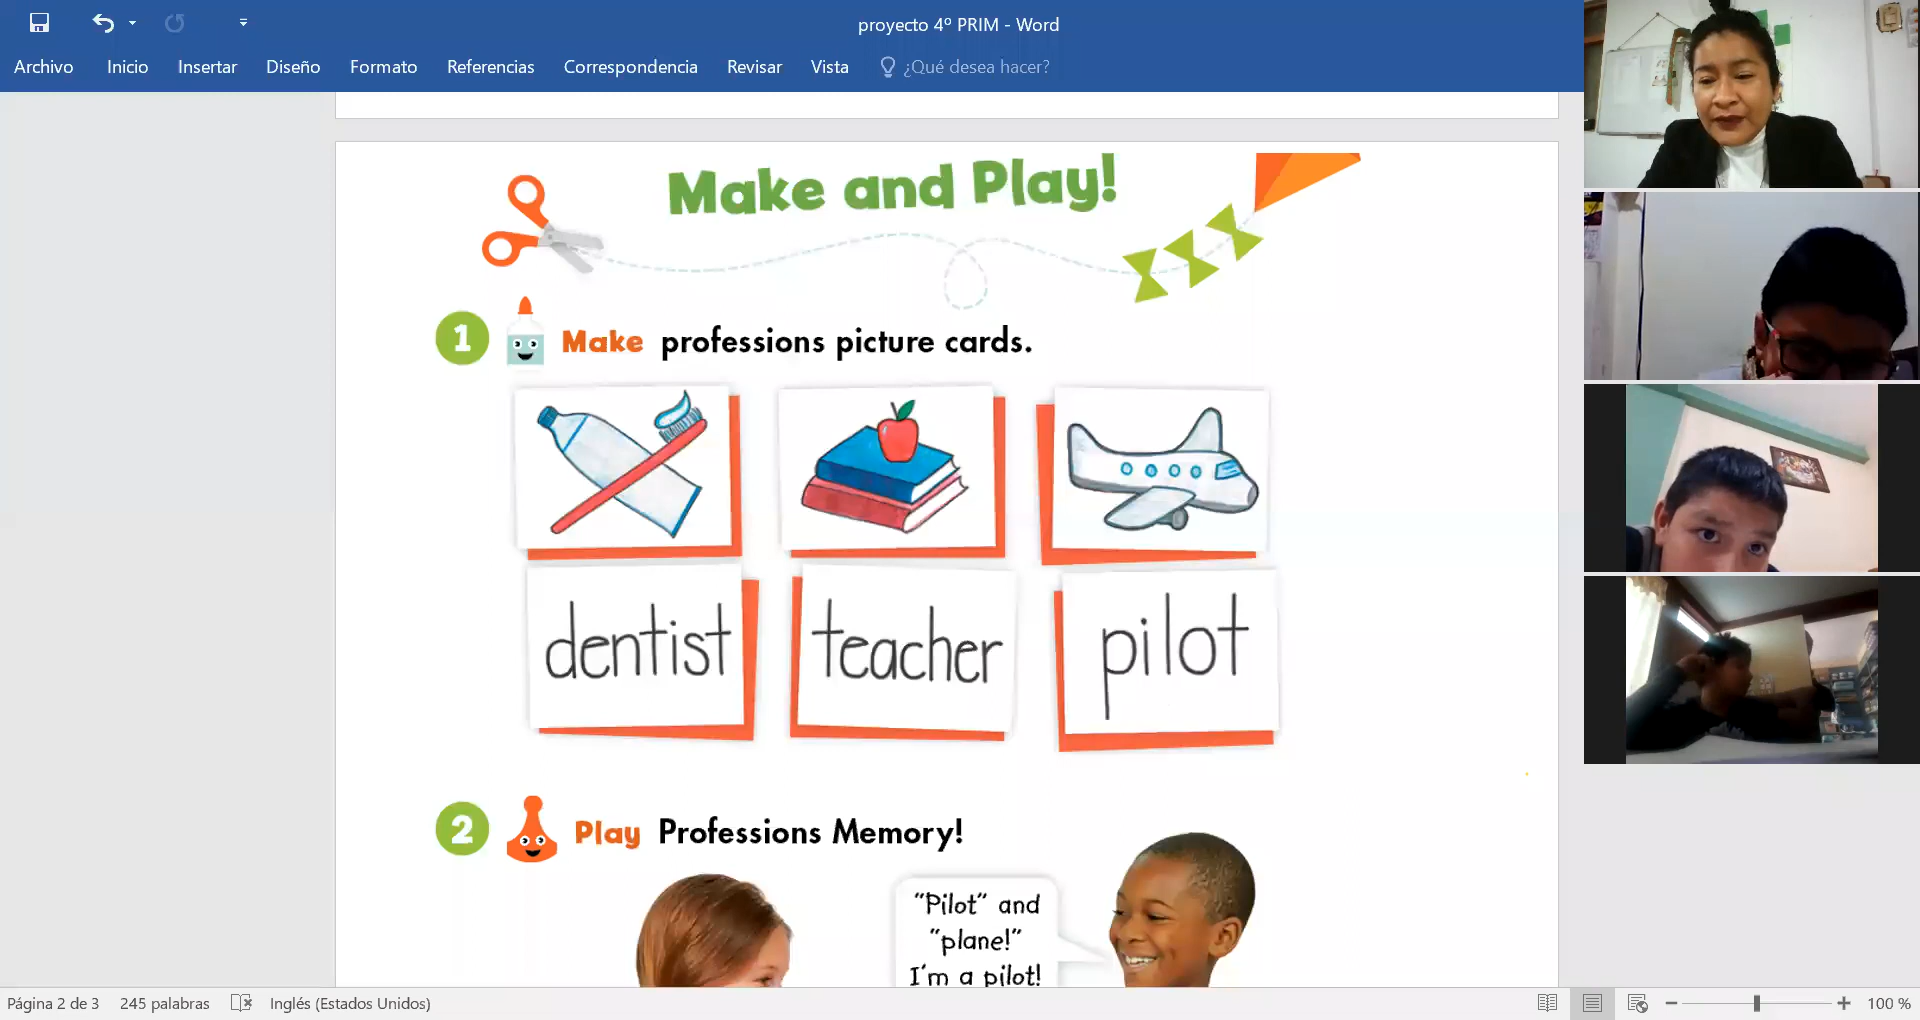 proyecto 4º PRIM - Word
Archivo Inicio Insertar Diseño Formato Referencias Correspondencia Revisar Vista ¿Qué desea hacer?
Make and Play!
1 Make professions picture cards.
dentist teacher pilot
2 Play Professions Memory!
"Pilot" and
"plane!"
I'm a pilot!
Página 2 de 3 245 palabras Inglés (Estados Unidos) 100 %